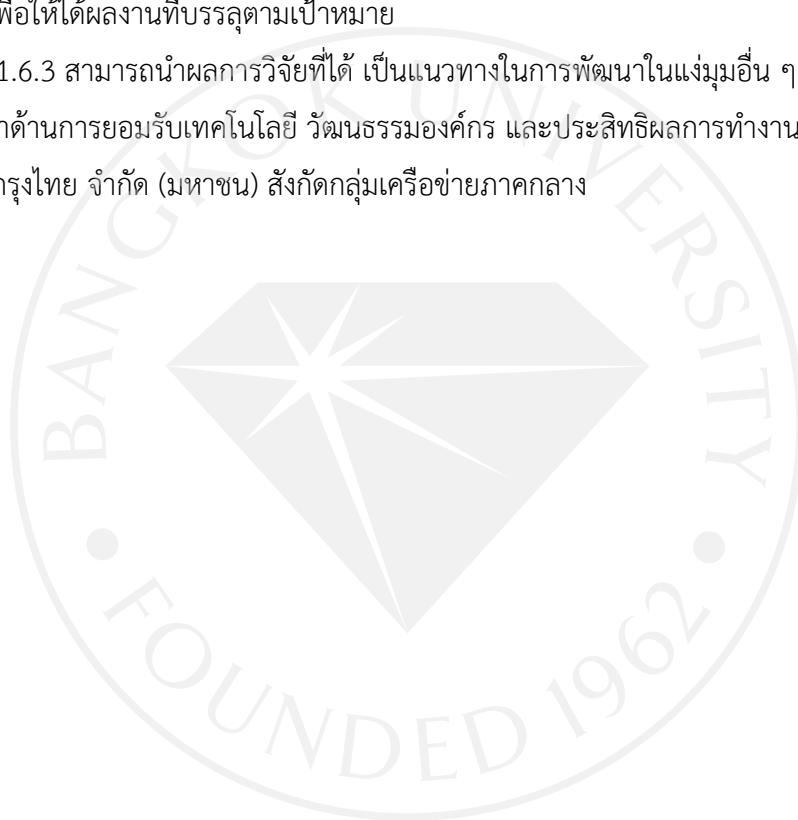 พื่อให้ได้ผลงานที่บรรลุตามเป้าหมาย
1.6.3 สามารถนำผลการวิจัยที่ได้ เป็นแนวทางในการพัฒนาในแง่มุมอื่น ๆ
าด้านการยอมรับเทคโนโลยี วัฒนธรรมองค์กร และประสิทธิผลการทำงาน
กรุงไทย จำกัด (มหาชน) สังกัดกลุ่มเครือข่ายภาคกลาง
BANGKOK UNIVERSITY
FOUNDED 1962